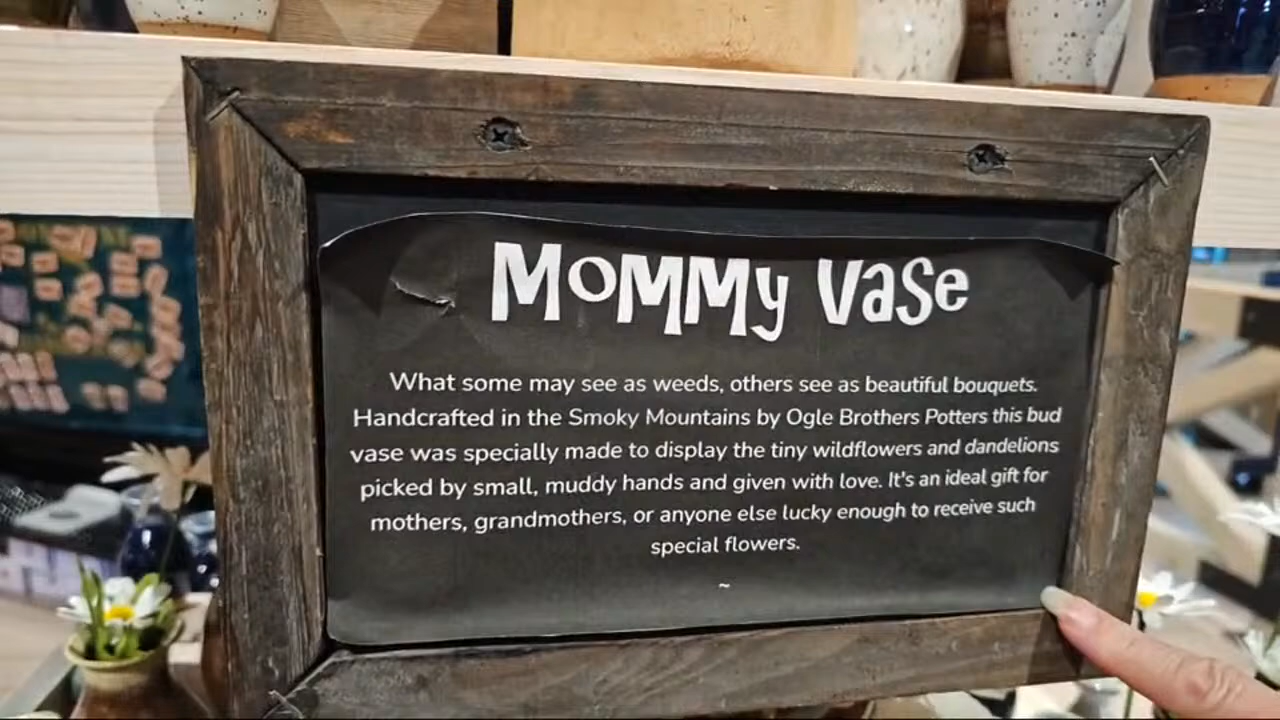 Mommy Vase
What some may see as weeds, others see as beautiful bouquets.
Handcrafted in the Smoky Mountains by Ogle Brothers Potters this bud
vase was specially made to display the tiny wildflowers and dandelions
picked by small, muddy hands and given with love. It's an ideal gift for
mothers, grandmothers, or anyone else lucky enough to receive such
special flowers.
~